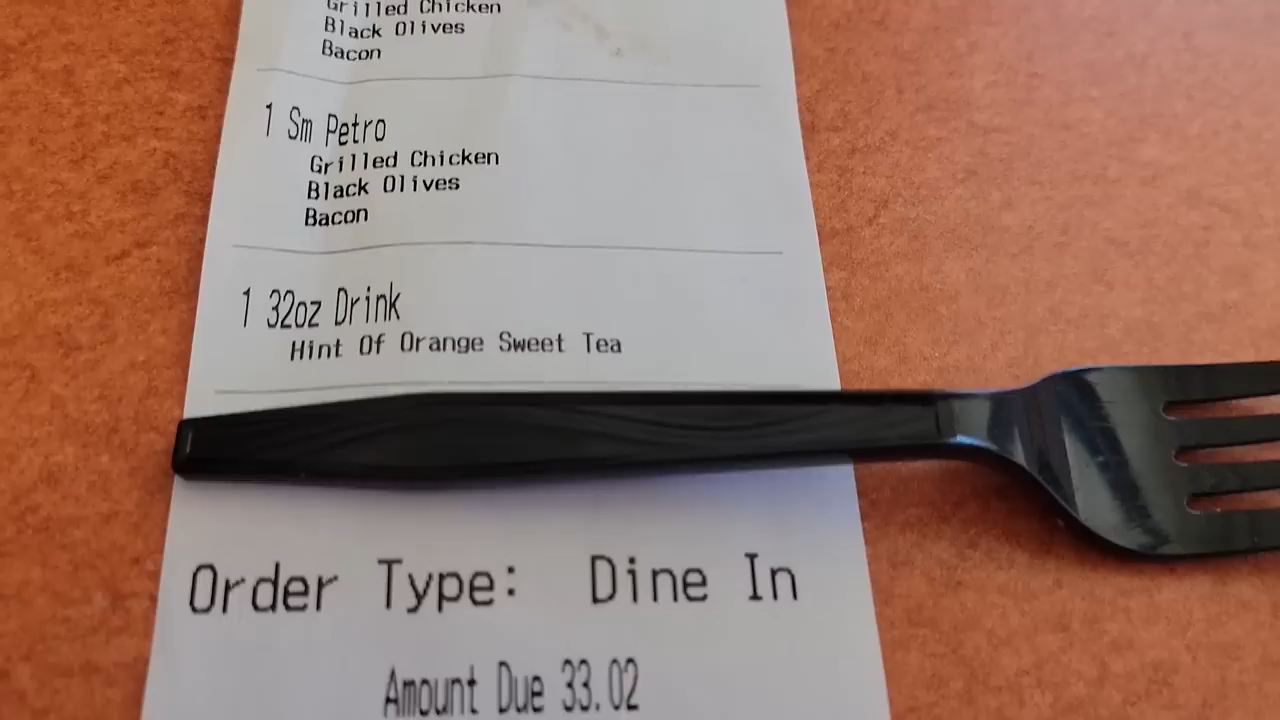 Grilled Chicken
Black Olives
Bacon
1 Sm Petro
Grilled Chicken
Black Olives
Bacon
1 32oz Drink
Hint Of Orange Sweet Tea
Order Type: Dine In
Amount Due 33.02